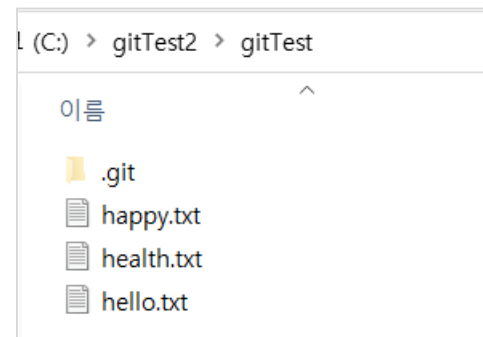 (C:) > gitTest2 > gitTest
이름
.git
happy.txt
health.txt
hello.txt